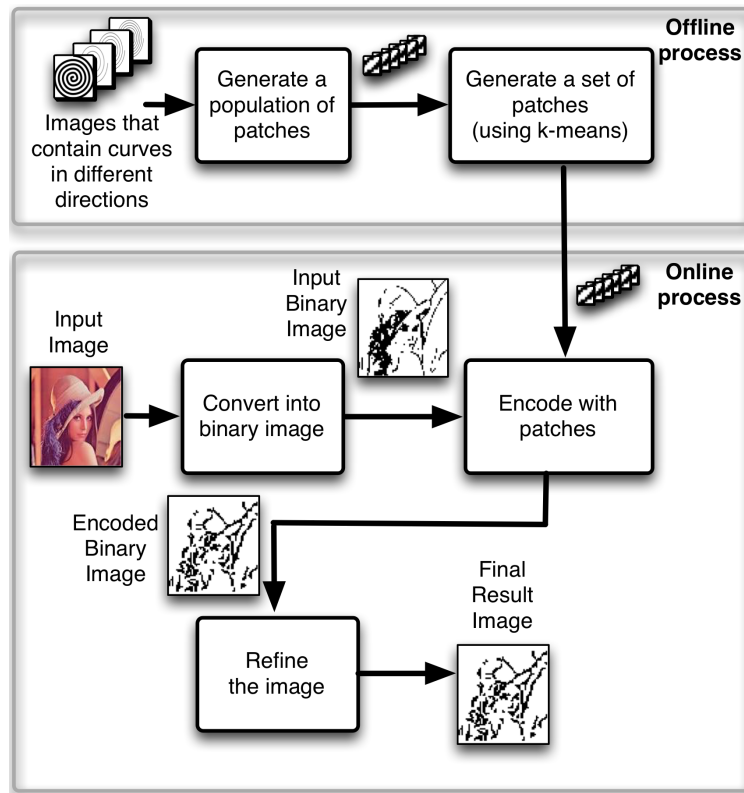 Offline
process
Images that
contain curves
in different
directions
Generate a
population of
patches
Generate a set of
patches
(using k-means)
Online
process
Input
Image
Input
Binary
Image
Convert into
binary image
Encode with
patches
Encoded
Binary
Image
Refine
the image
Final
Result
Image